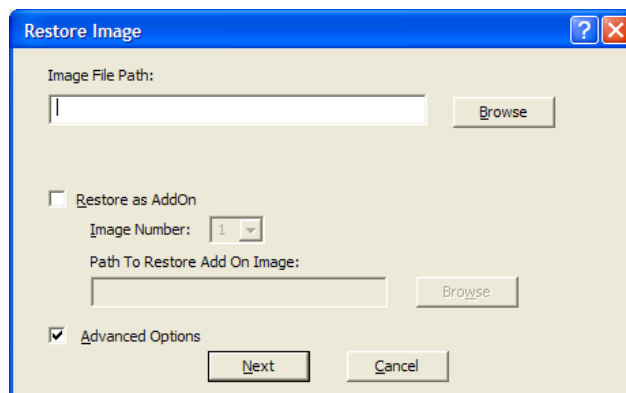 Restore Image
Image File Path:
Browse
Restore as AddOn
Image Number: 1
Path To Restore Add On Image:
Browse
Advanced Options
Next Cancel